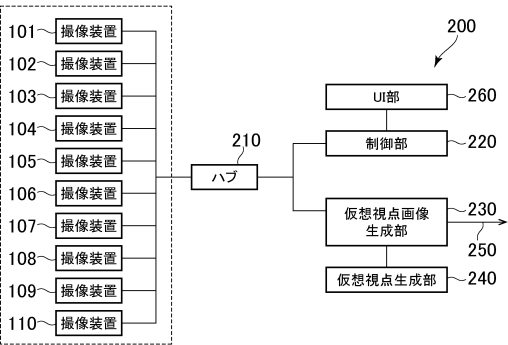 101 撮像装置
102 撮像装置
103 撮像装置
104 撮像装置
105 撮像装置
106 撮像装置
107 撮像装置
108 撮像装置
109 撮像装置
110 撮像装置
210
ハブ
200
UI部 260
制御部 220
仮想視点画像 230
生成部
250
仮想視点生成部 240